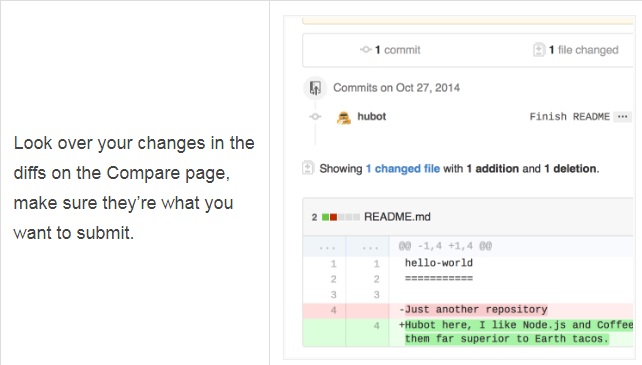 Look over your changes in the
diffs on the Compare page,
make sure they're what you
want to submit.
1 commit
1 file changed
Commits on Oct 27, 2014
hubot
Finish README ...
Showing 1 changed file with 1 addition and 1 deletion.
2 README.md
... ... @@ -1,4 +1,4 @@
1 1 hello-world
2 2 ===========
3 3
4 -Just another repository
4 +Hubot here, I like Node.js and Coffee
them far superior to Earth tacos.